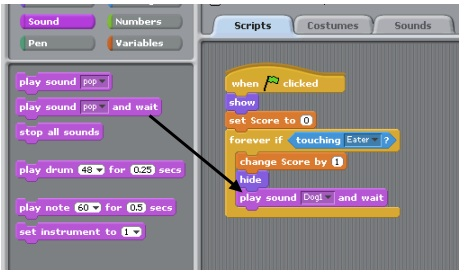 Sound Numbers
Pen Variables
play sound pop
play sound pop and wait
stop all sounds
play drum 48 for 0.25 secs
play note 60 for 0.5 secs
set instrument to 1
Scripts Costumes Sounds
when clicked
show
set Score to 0
forever if touching Eater ?
change Score by 1
hide
play sound Dog1 and wait